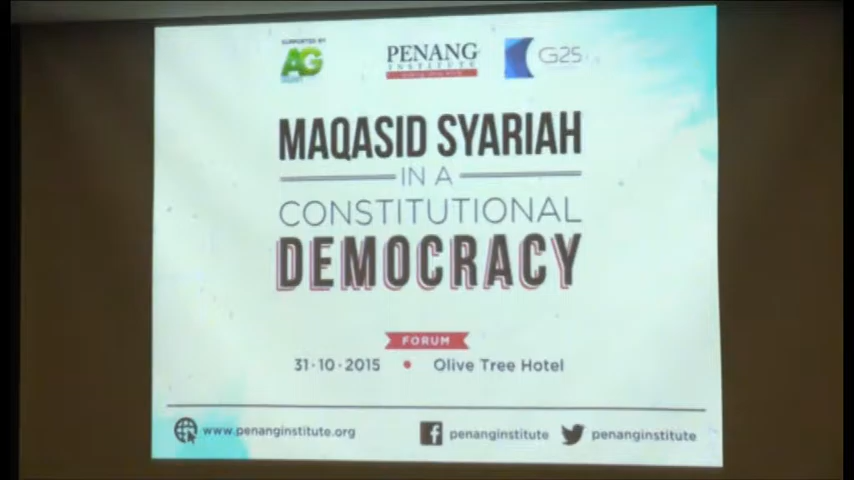 SUPPORTED BY
AG
PENANG
INSTITUTE
G25
MAQASID SYARIAH
IN A
CONSTITUTIONAL
DEMOCRACY
FORUM
31·10·2015 • Olive Tree Hotel
www.penanginstitute.org penanginstitute penanginstitute